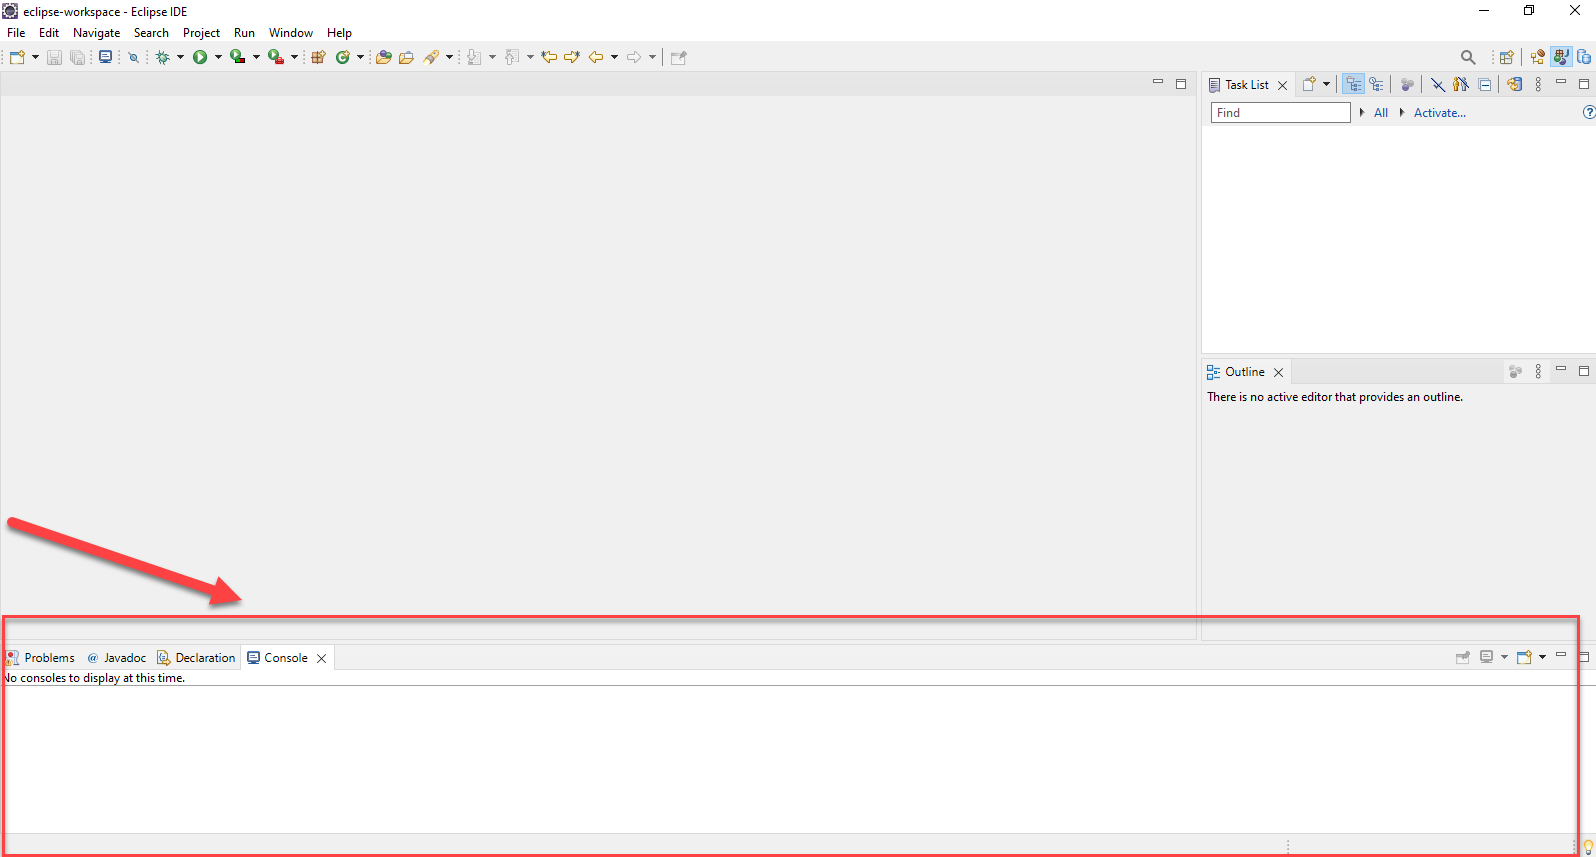 eclipse-workspace - Eclipse IDE
File Edit Navigate Search Project Run Window Help
Task List
Find All Activate...
Outline
There is no active editor that provides an outline.
Problems @ Javadoc Declaration Console
No consoles to display at this time.